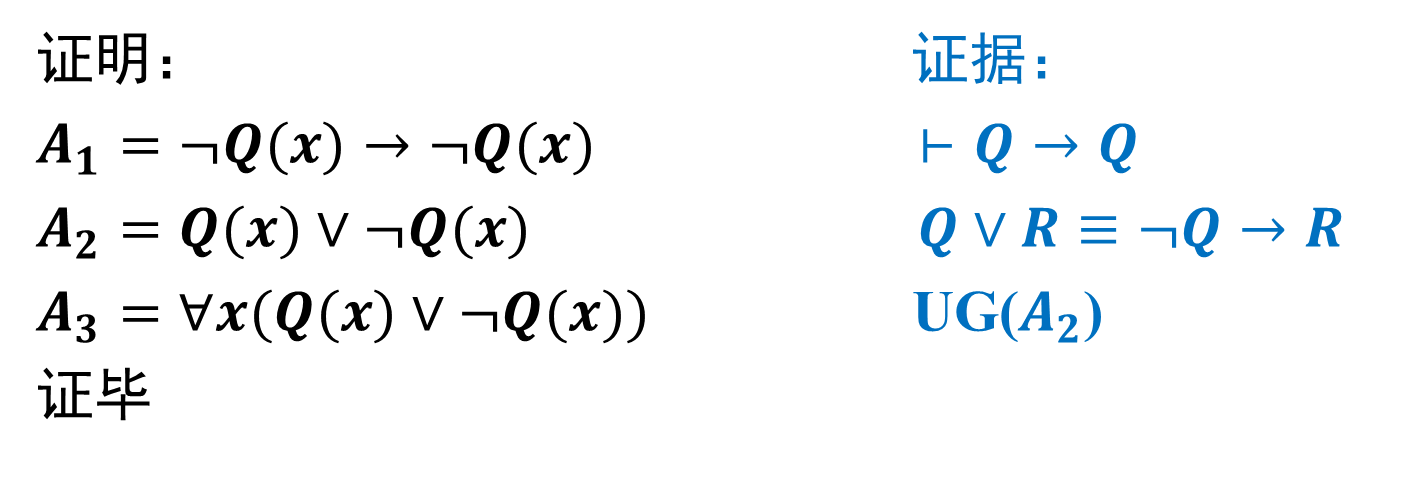 证明： 证据：
A₁ = ¬Q(x) → ¬Q(x) ⊢ Q → Q
A₂ = Q(x) ∨ ¬Q(x) Q ∨ R ≡ ¬Q → R
A₃ = ∀x(Q(x) ∨ ¬Q(x)) UG(A₂)
证毕